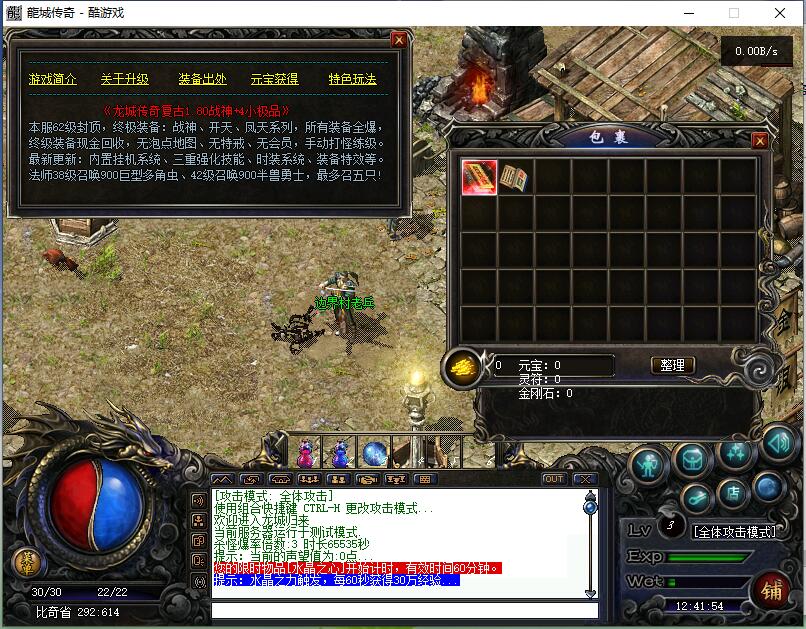 龍城传奇 - 酷游戏
0.00B/s
游戏简介 关于升级 装备出处 元宝获得 特色玩法
《龙城传奇复古1.80战神+4小极品》
本服62级封顶，终极装备：战神、开天、凤天系列，所有装备全爆，
终级装备现金回收，无泡点地图、无特戒、无会员，手动打怪练级。
最新更新：内置挂机系统、三重强化技能、时装系统、装备特效等。
法师38级召唤900巨型多角虫、42级召唤900半兽勇士，最多召五只！
包裹
边界村老兵
0 元宝：0
整理
灵符：0
金刚石：0
OUT
[攻击模式: 全体攻击]
使用组合快捷键 CTRL-H 更改攻击模式...
欢迎进入龙城归来
当前服务器运行于测试模式.
杀怪爆率倍数:3 时长65535秒
提示：当前的声望值为:0点...
您的限时物品[水晶之心]开始计时，有效时间60分钟。
提示：水晶之力触发，每60秒获得30万经验...
30/30 22/22
比奇省 292:614
店
Lv 3
[全体攻击模式]
Exp
Wet
铺
12:41:54